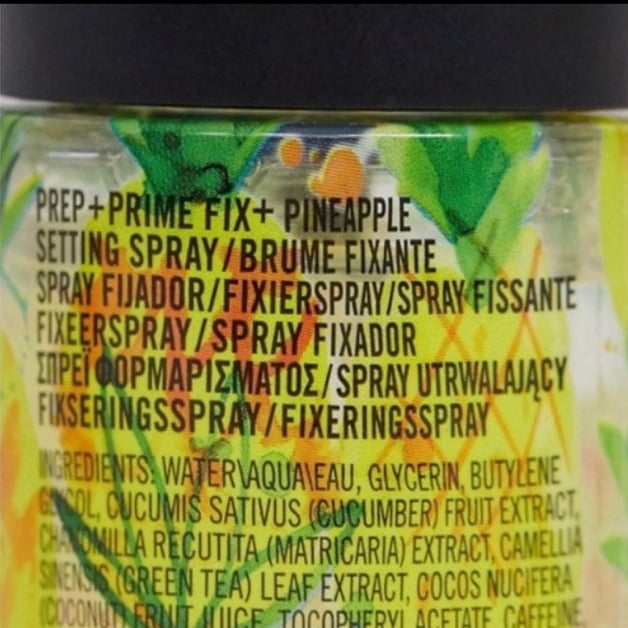 PREP+PRIME FIX+ PINEAPPLE
SETTING SPRAY/BRUME FIXANTE
SPRAY FIJADOR/FIXIERSPRAY/SPRAY FISSANTE
FIXEERSPRAY/SPRAY FIXADOR
ΣΠΡΕΪ ΦΟΡΜΑΡΙΣΜΑΤΟΣ/SPRAY UTRWALAJĄCY
FIKSERINGSSPRAY/FIXERINGSSPRAY
INGREDIENTS: WATER\AQUA\EAU, GLYCERIN, BUTYLENE
GLYCOL, CUCUMIS SATIVUS (CUCUMBER) FRUIT EXTRACT,
CHAMOMILLA RECUTITA (MATRICARIA) EXTRACT, CAMELLIA
SINENSIS (GREEN TEA) LEAF EXTRACT, COCOS NUCIFERA
(COCONUT) FRUIT JUICE, TOCOPHERYL ACETATE, CAFFEINE,